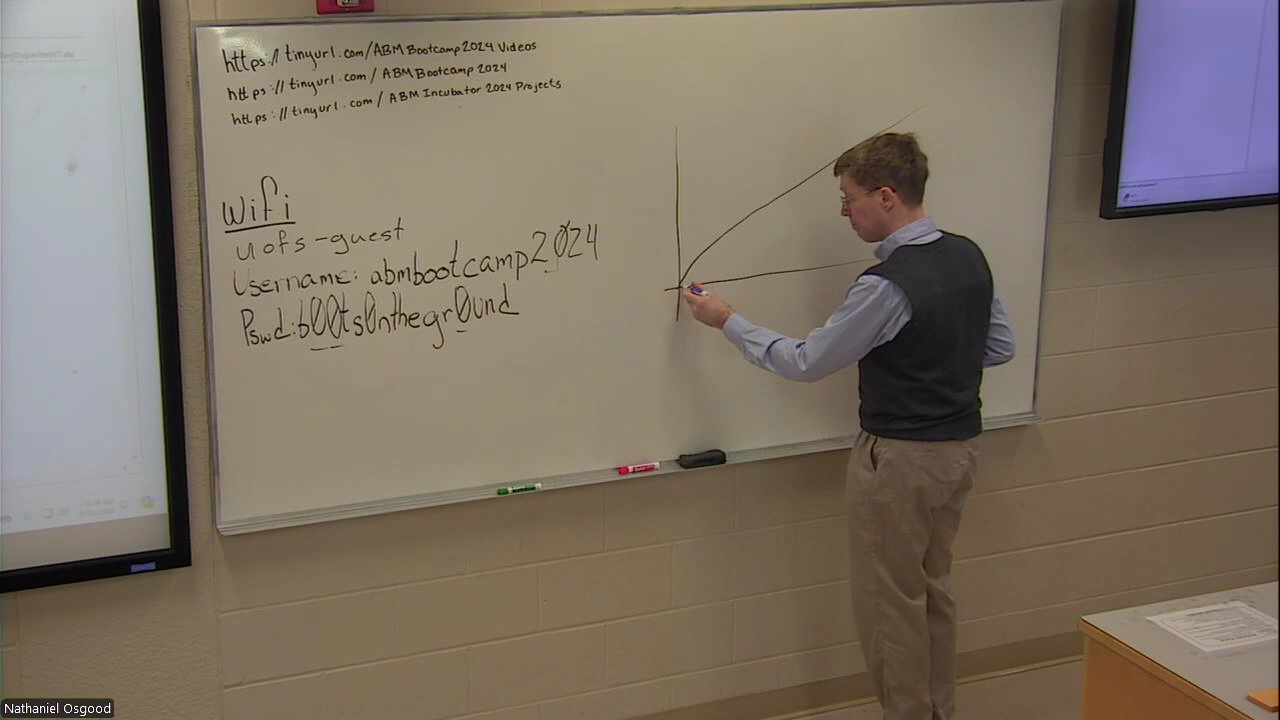 https://tinyurl.com/ABMBootcamp2024Videos
https://tinyurl.com/ABMBootcamp2024
https://tinyurl.com/ABMIncubator2024Projects
Wifi
uofs-guest
Username: abmbootcamp2024
Pswd:b00ts0nthegr0und
Nathaniel Osgood